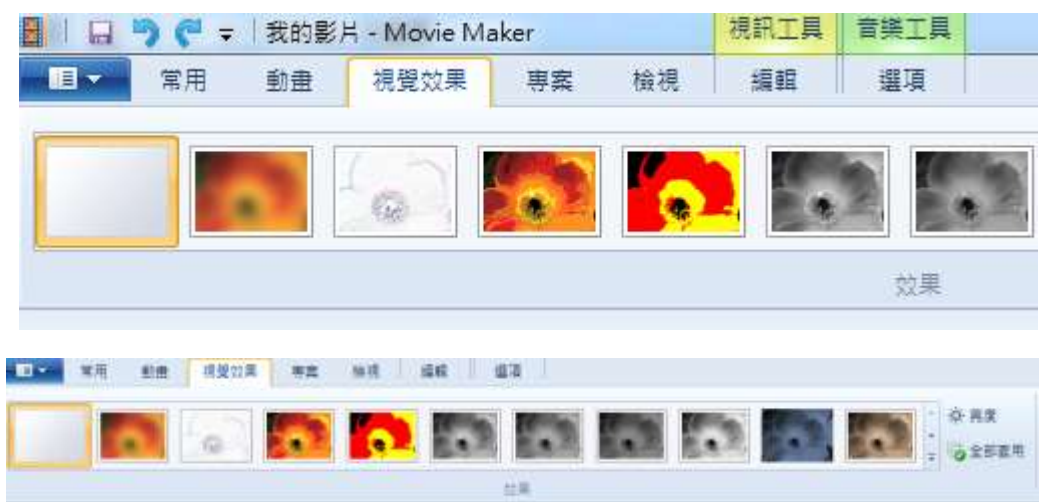 我的影片 - Movie Maker 視訊工具 音樂工具
常用 動畫 視覺效果 專案 檢視 編輯 選項
效果
常用 動畫 視覺效果 專案 檢視 編輯 選項
亮度
全部套用
效果